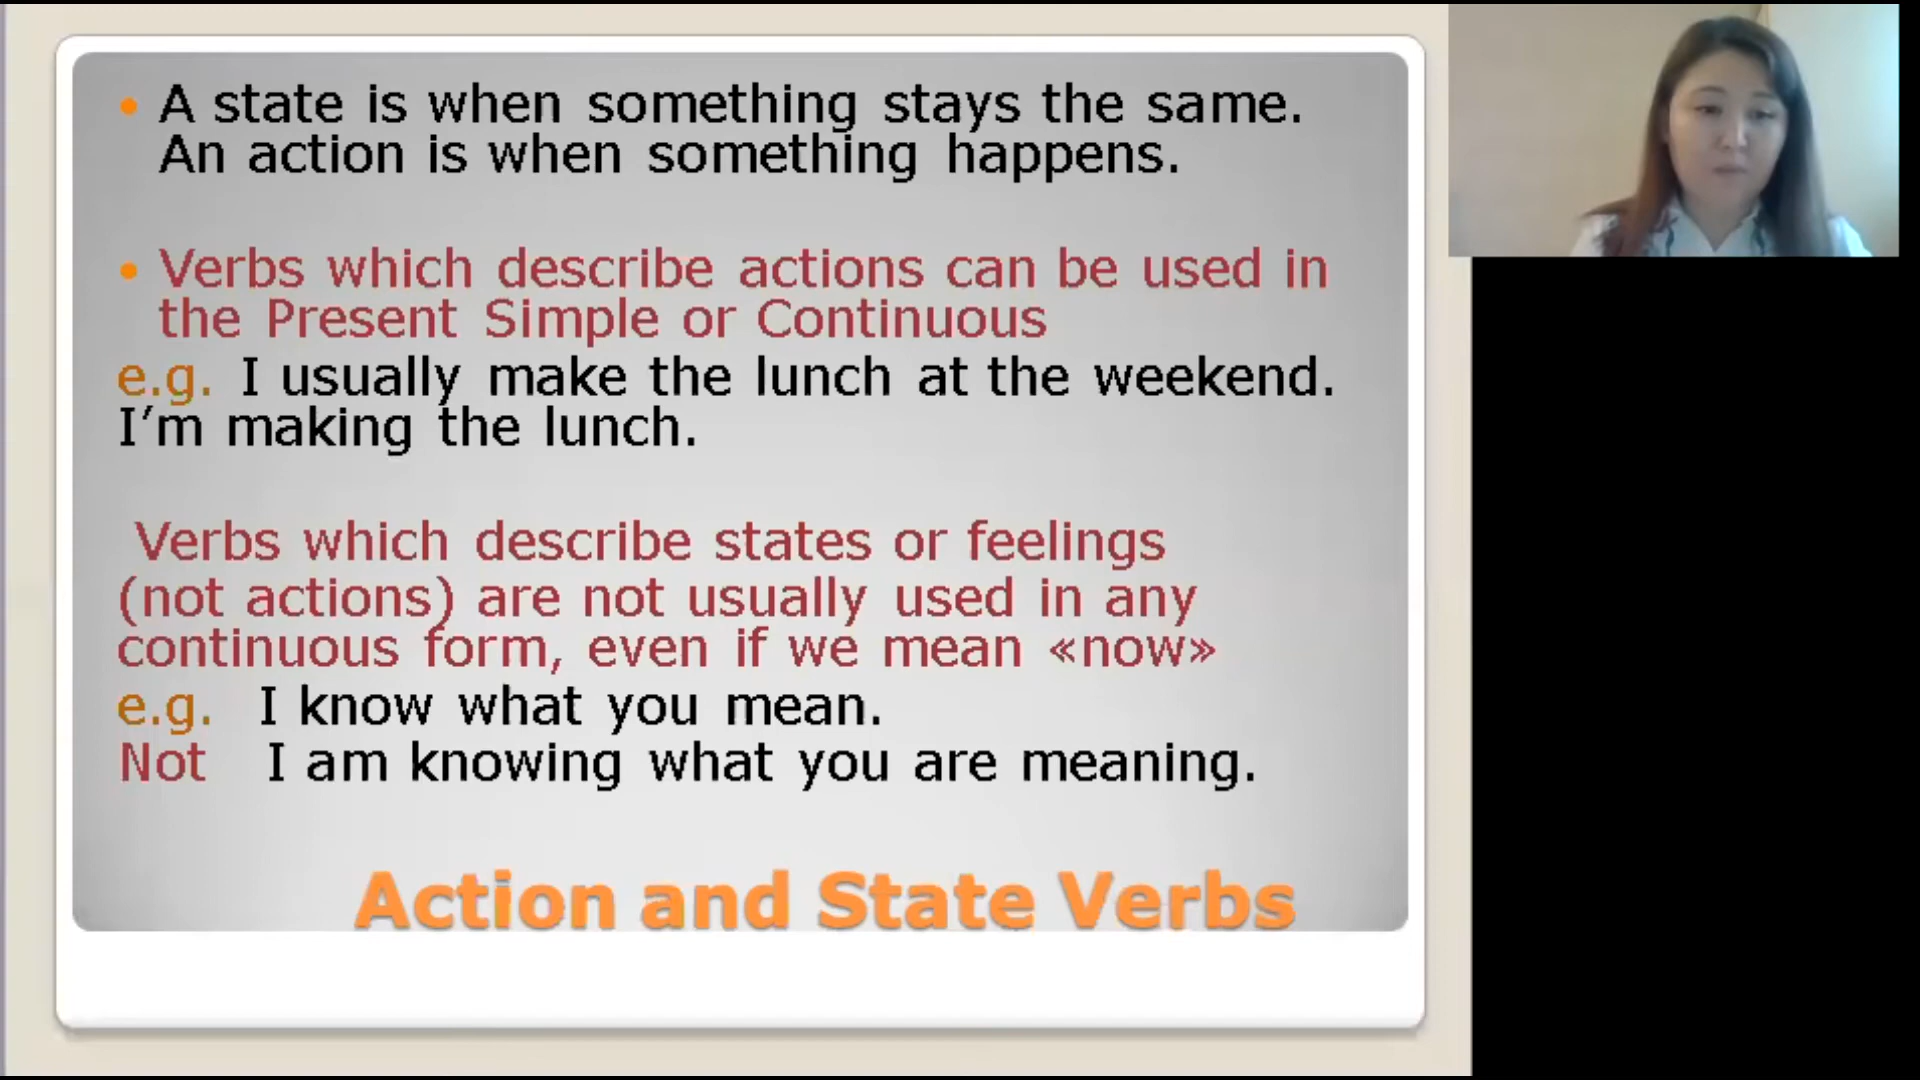 • A state is when something stays the same.
An action is when something happens.
• Verbs which describe actions can be used in
the Present Simple or Continuous
e.g. I usually make the lunch at the weekend.
I’m making the lunch.
Verbs which describe states or feelings
(not actions) are not usually used in any
continuous form, even if we mean «now»
e.g. I know what you mean.
Not I am knowing what you are meaning.
Action and State Verbs